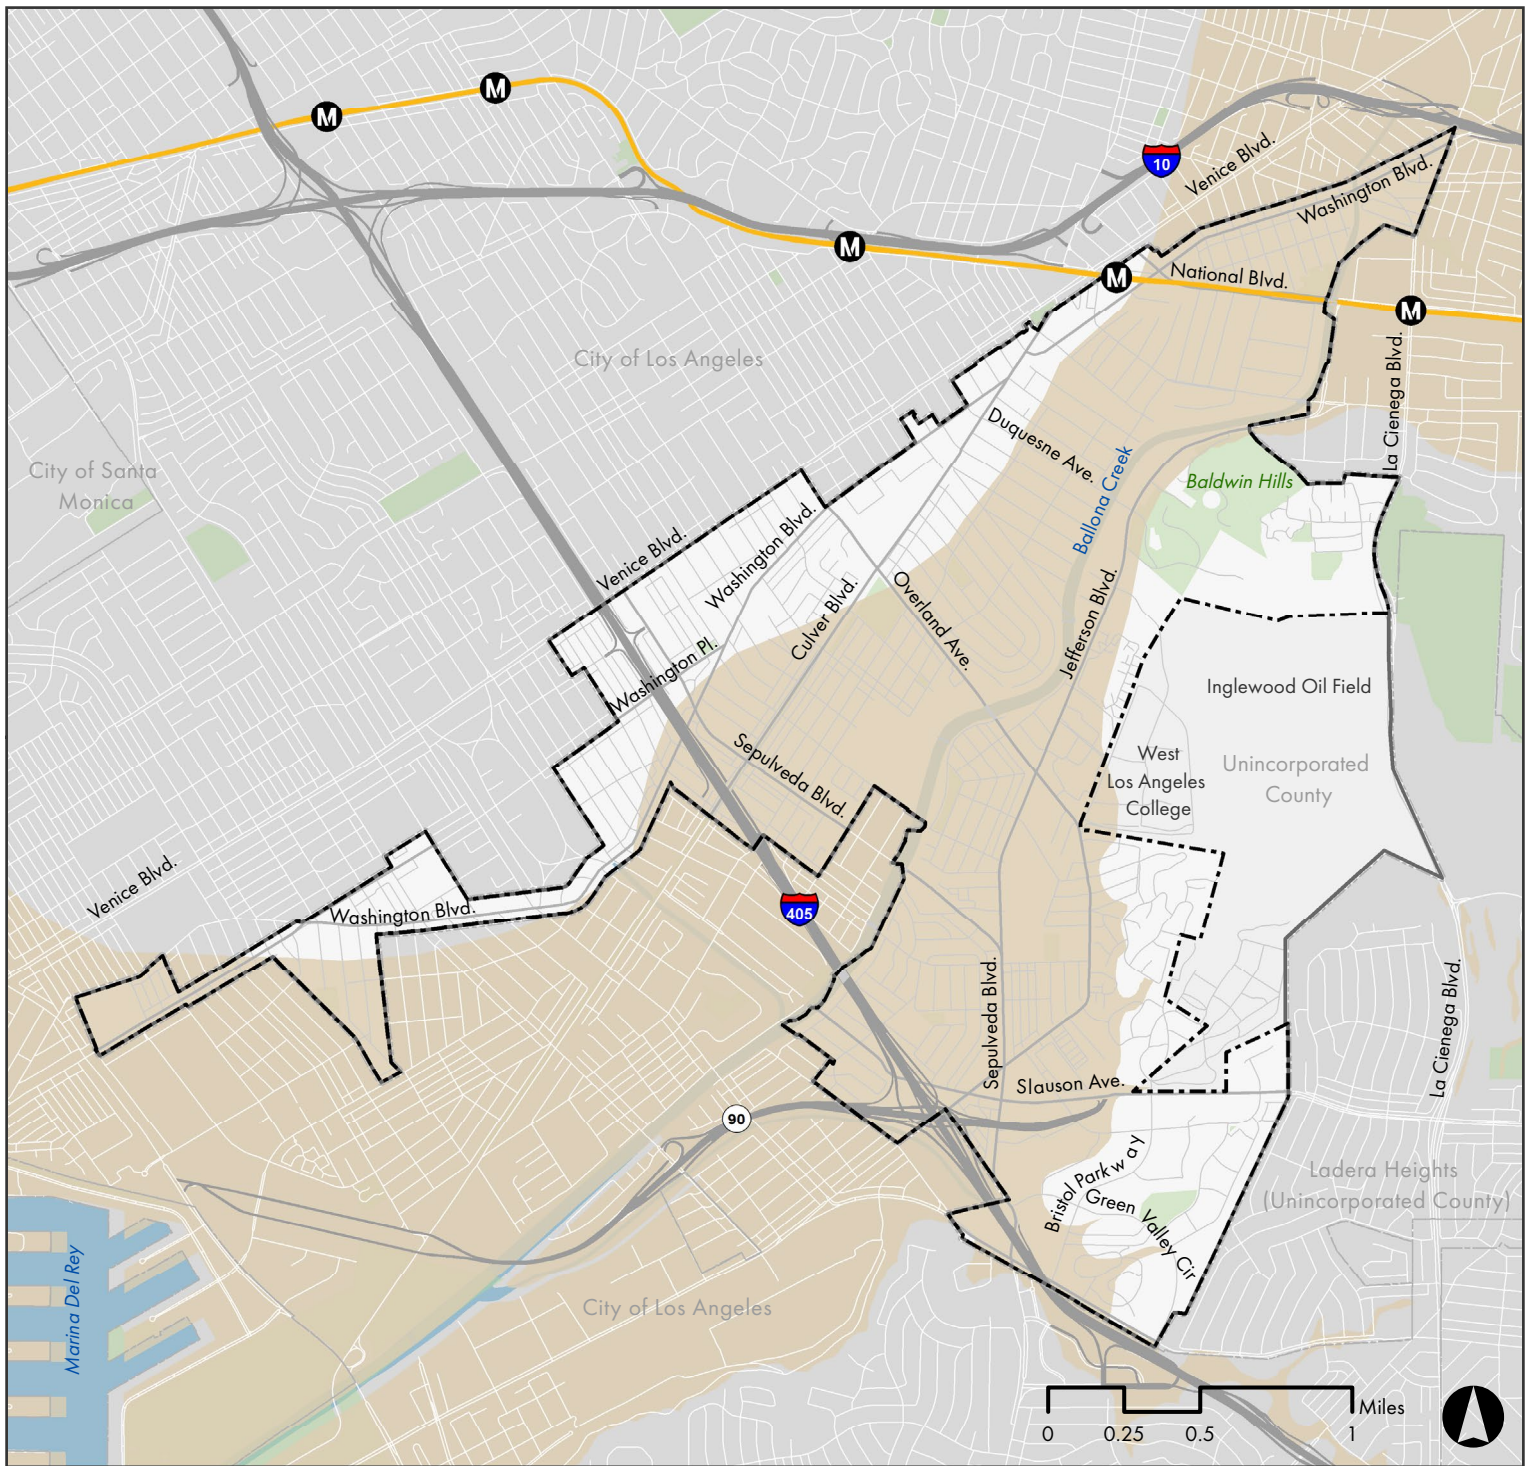 M
M
10
Venice Blvd.
Washington Blvd.
M
M
National Blvd.
M
City of Los Angeles
La Cienega Blvd.
Duquesne Ave.
City of Santa
Monica
Ballona Creek
Baldwin Hills
Venice Blvd.
Washington Blvd.
Culver Blvd.
Overland Ave.
Jefferson Blvd.
Washington Pl.
Inglewood Oil Field
Sepulveda Blvd.
West
Los Angeles
College
Unincorporated
County
Venice Blvd.
Washington Blvd.
405
Sepulveda Blvd.
La Cienega Blvd.
Slauson Ave.
90
Bristol Parkway
Green Valley Cir
Ladera Heights
(Unincorporated County)
Marina Del Rey
City of Los Angeles
Miles
0
0.25
0.5
1